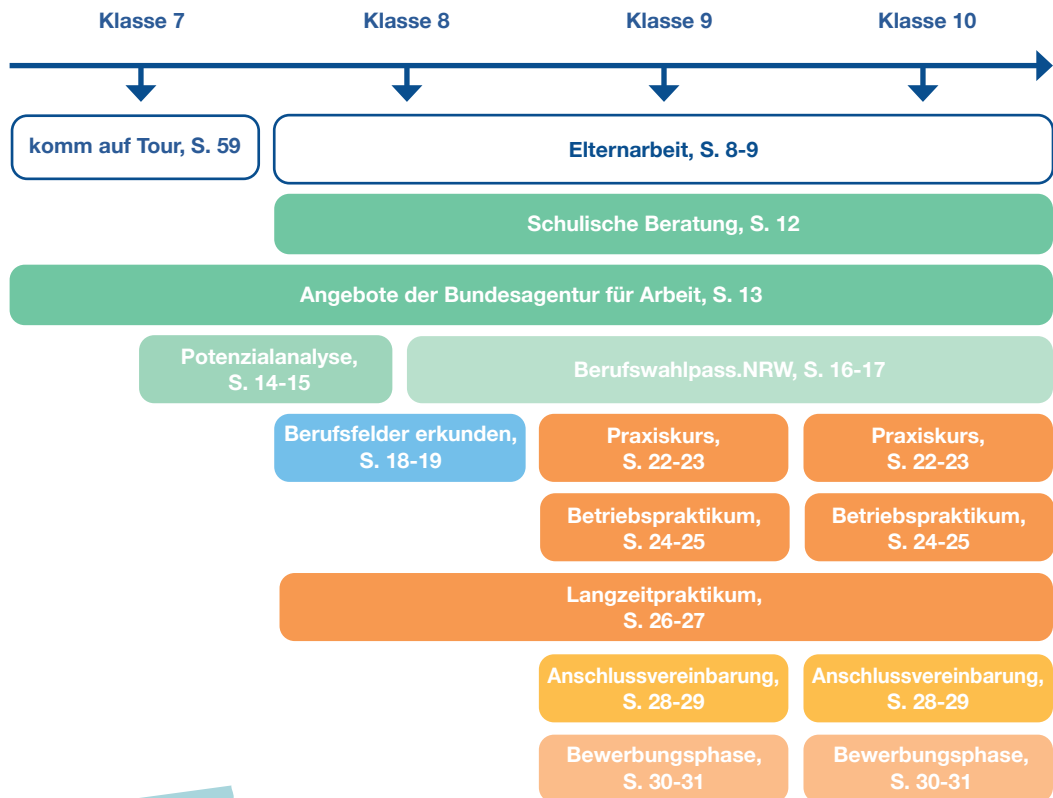 Klasse 7 Klasse 8 Klasse 9 Klasse 10
komm auf Tour, S. 59
Elternarbeit, S. 8-9
Schulische Beratung, S. 12
Angebote der Bundesagentur für Arbeit, S. 13
Potenzialanalyse,
S. 14-15
Berufswahlpass.NRW, S. 16-17
Berufsfelder erkunden,
S. 18-19
Praxiskurs,
S. 22-23
Praxiskurs,
S. 22-23
Betriebspraktikum,
S. 24-25
Betriebspraktikum,
S. 24-25
Langzeitpraktikum,
S. 26-27
Anschlussvereinbarung,
S. 28-29
Anschlussvereinbarung,
S. 28-29
Bewerbungsphase,
S. 30-31
Bewerbungsphase,
S. 30-31